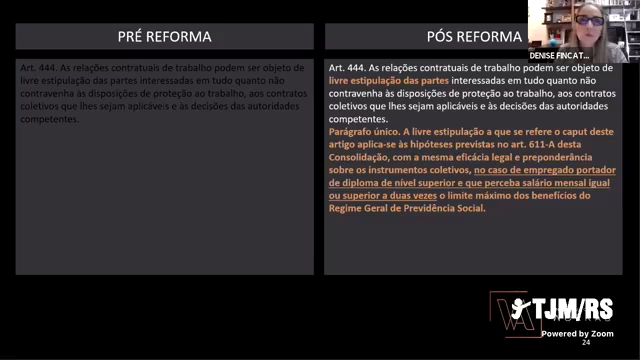 PRÉ REFORMA
Art. 444. As relações contratuais de trabalho podem ser objeto de
livre estipulação das partes interessadas em tudo quanto não
contravenha às disposições de proteção ao trabalho, aos contratos
coletivos que lhes sejam aplicáveis e às decisões das autoridades
competentes.
PÓS REFORMA
Art. 444. As relações contratuais de trabalho podem ser objeto de
livre estipulação das partes interessadas em tudo quanto não
contravenha às disposições de proteção ao trabalho, aos contratos
coletivos que lhes sejam aplicáveis e às decisões das autoridades
competentes.
Parágrafo único. A livre estipulação a que se refere o caput deste
artigo aplica-se às hipóteses previstas no art. 611-A desta
Consolidação, com a mesma eficácia legal e preponderância
sobre os instrumentos coletivos, no caso de empregado portador
de diploma de nível superior e que perceba salário mensal igual
ou superior a duas vezes o limite máximo dos benefícios do
Regime Geral de Previdência Social.
DENISE FINCAT...
TJM/RS
Powered by Zoom
24